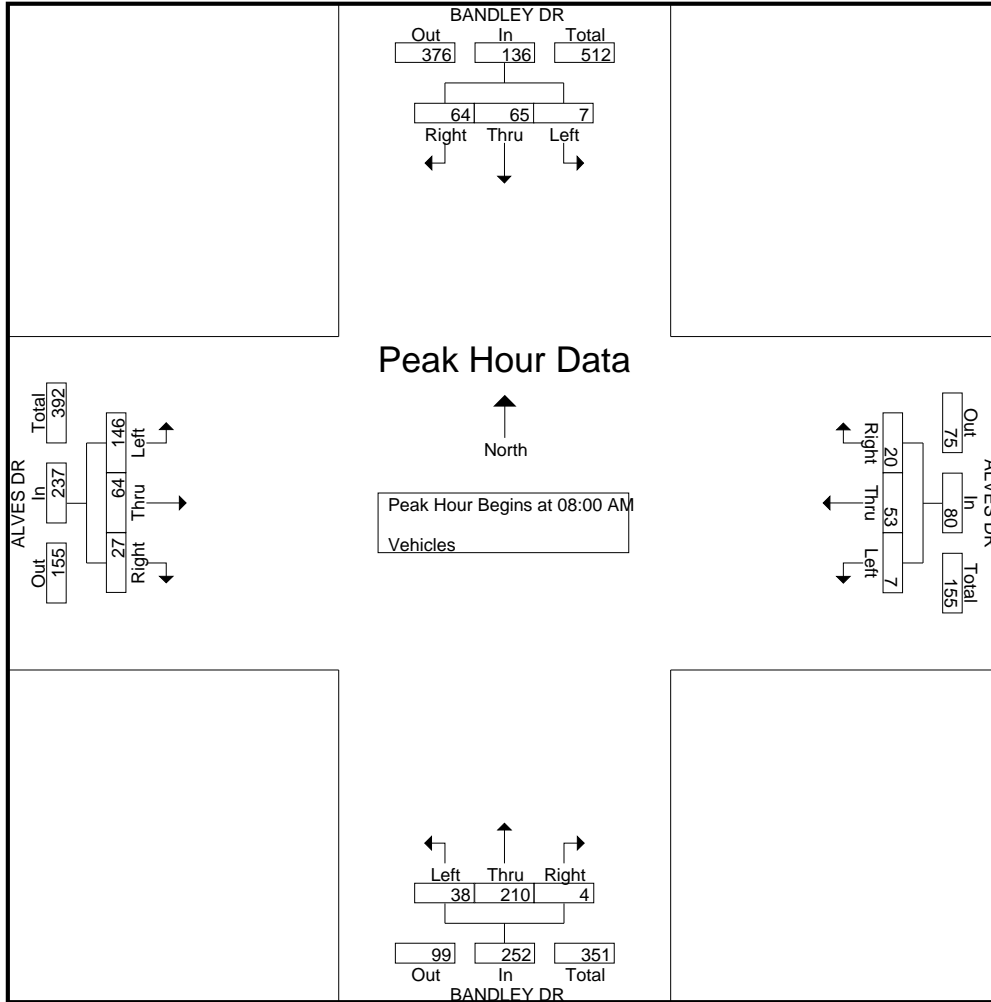 BANDLEY DR
Out In Total
376 136 512
64 65 7
Right Thru Left
Peak Hour Data
North
Peak Hour Begins at 08:00 AM
Vehicles
ALVES DR
Total In Out
392 237 155
146 64 27
Left Thru Right
Right Thru Left
20 53 7
75 80 155
Out In Total
ALVES DR
Left Thru Right
38 210 4
99 252 351
Out In Total
BANDLEY DR